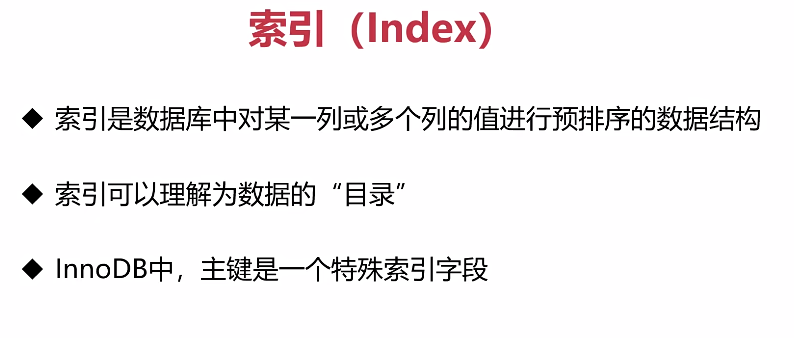 索引（Index）
◆ 索引是数据库中对某一列或多个列的值进行预排序的数据结构
◆ 索引可以理解为数据的“目录”
◆ InnoDB中，主键是一个特殊索引字段